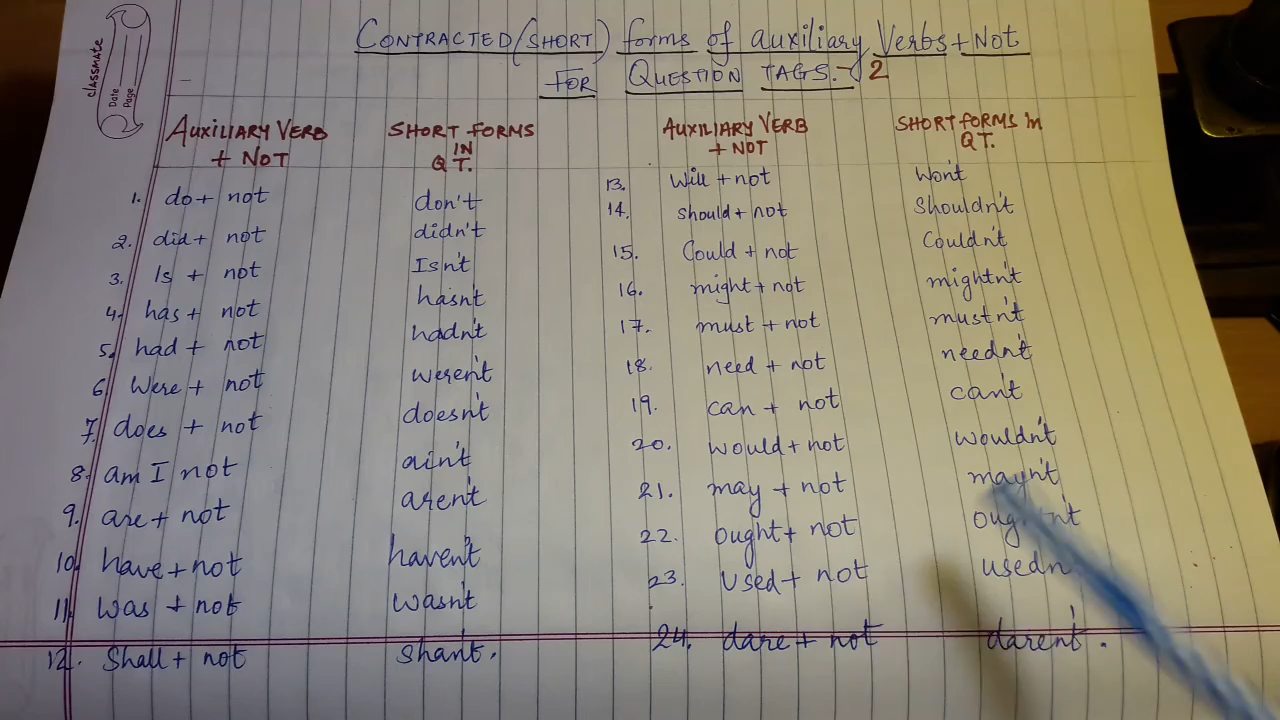 classmate
Date
Page
CONTRACTED (SHORT) forms of auxiliary Verbs + Not
FOR QUESTION TAGS. - 2
AUXILIARY VERB + NOT
SHORT FORMS IN Q T.
AUXILIARY VERB + NOT
SHORT FORMS in QT.
1. do + not don't
2. did + not didn't
3. Is + not Isn't
4. has + not hasn't
5. had + not hadn't
6. Were + not weren't
7. does + not doesn't
8. am I not ain't
9. are + not aren't
10. have + not haven't
11. was + not wasn't
12. Shall + not shan't.
13. Will + not Won't
14. should + not Shouldn't
15. Could + not Couldn't
16. might + not mightn't
17. must + not mustn't
18. need + not needn't
19. can + not can't
20. would + not wouldn't
21. may + not mayn't
22. ought + not oughtn't
23. Used + not usedn
24. dare + not daren't.